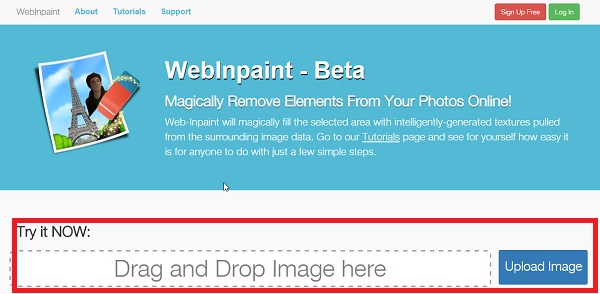 WebInpaint About Tutorials Support Sign Up Free Log In
WebInpaint - Beta
Magically Remove Elements From Your Photos Online!
Web-Inpaint will magically fill the selected area with intelligently-generated textures pulled
from the surrounding image data. Go to our Tutorials page and see for yourself how easy it
is for anyone to do with just a few simple steps.
Try it NOW:
Drag and Drop Image here Upload Image